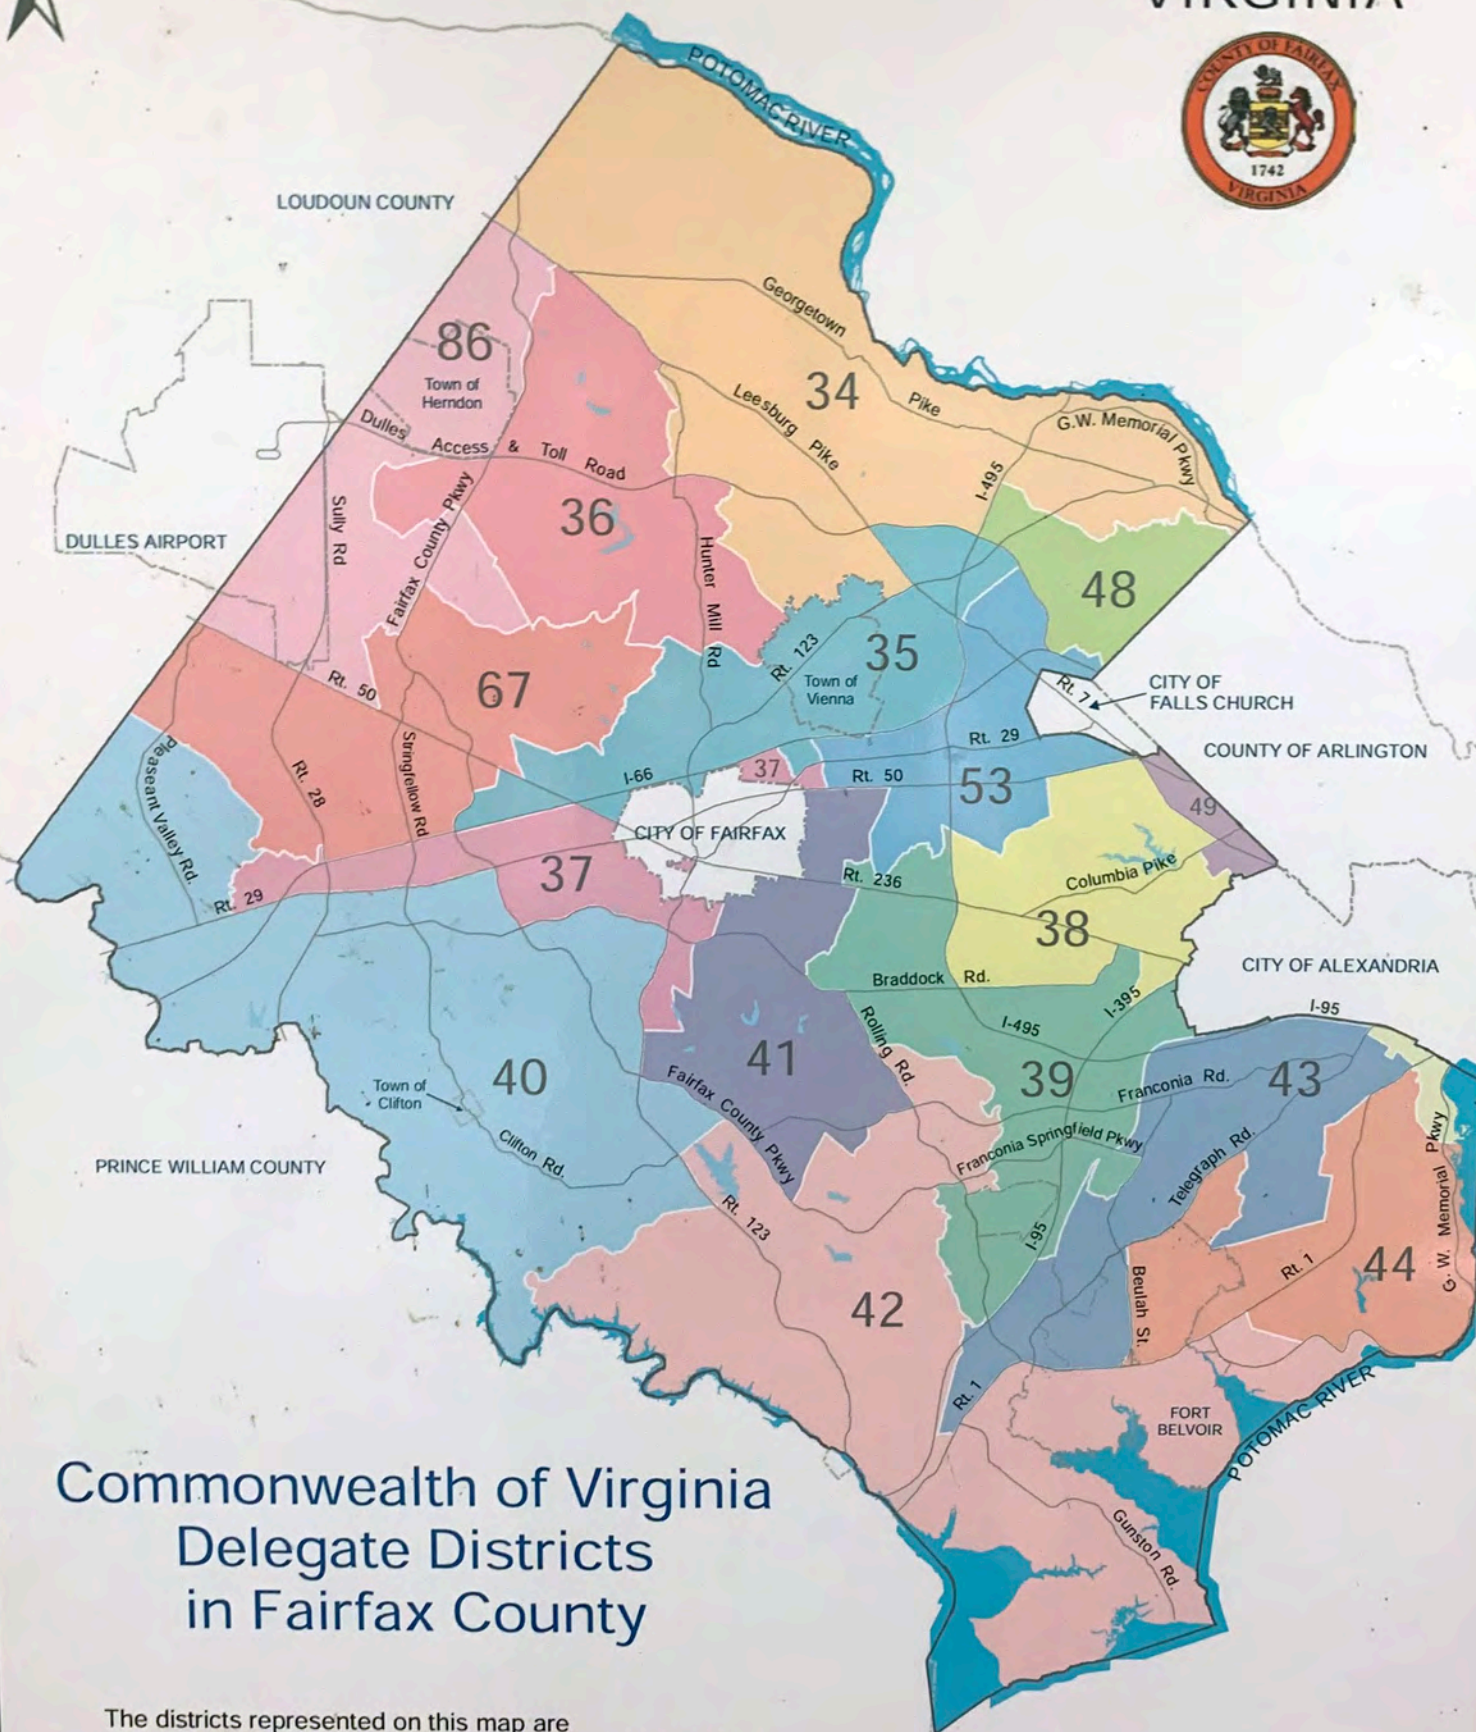 VIRGINIA
COUNTY OF FAIRFAX
1742
VIRGINIA
POTOMAC RIVER
LOUDOUN COUNTY
Georgetown
Pike
86
Town of
Herndon
34
Leesburg Pike
G.W. Memorial Pkwy
Dulles Access & Toll Road
I-495
Sully Rd
Fairfax County Pkwy
36
DULLES AIRPORT
Hunter Mill Rd
48
Rt. 123
35
Town of
Vienna
Rt. 50
67
Rt. 7
CITY OF
FALLS CHURCH
COUNTY OF ARLINGTON
Pleasant Valley Rd.
Rt. 28
Stringfellow Rd
I-66
37
Rt. 29
Rt. 50
53
49
CITY OF FAIRFAX
37
Rt. 236
Columbia Pike
Rt. 29
38
CITY OF ALEXANDRIA
Braddock Rd.
I-395
I-95
Rolling Rd.
I-495
40
41
39
43
Town of
Clifton
Fairfax County Pkwy
Franconia Rd.
Franconia Springfield Pkwy
Telegraph Rd.
G. W. Memorial Pkwy
Clifton Rd.
PRINCE WILLIAM COUNTY
Rt. 123
I-95
Beulah St.
Rt. 1
44
42
Rt. 1
FORT
BELVOIR
POTOMAC RIVER
Gunston Rd.
Commonwealth of Virginia
Delegate Districts
in Fairfax County
The districts represented on this map are